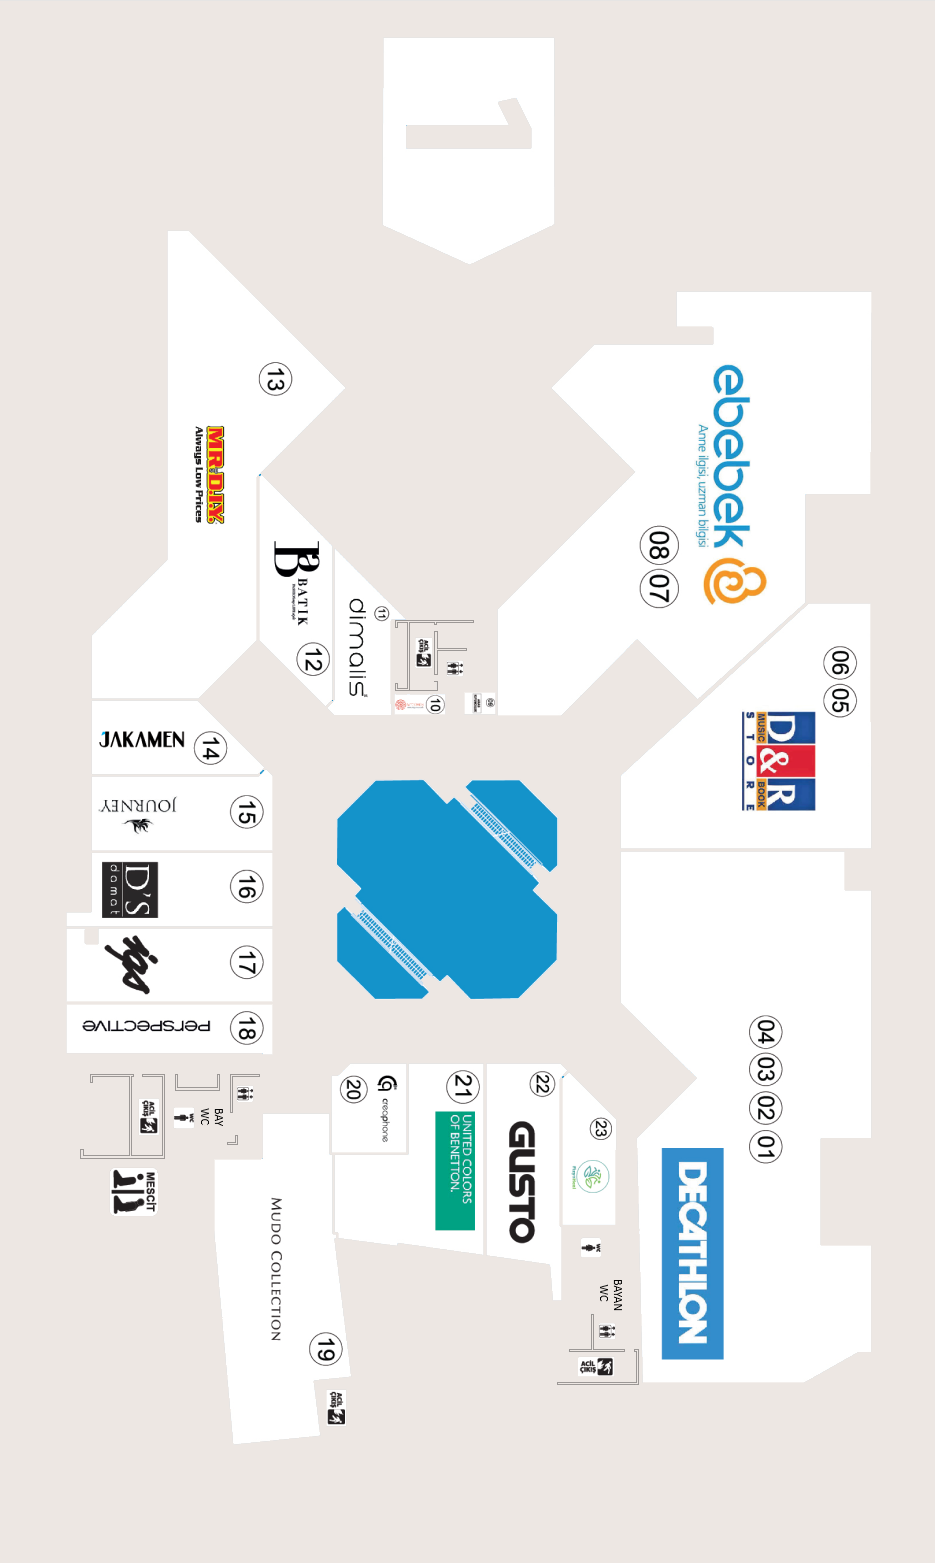 1
13
MR.D.I.Y.
Always Low Prices
ebebek
Anne ilgisi, uzman bilgisi
08
07
BATIK
12
11
dimalis
ACİL
ÇIKIŞ
10
09
06
05
D&R
MUSIC
BOOK
STORE
JAKAMEN
14
JOURNEY
15
D'S
damat
16
ips
17
PERSPECTIVE
18
04
03
02
01
DECATHLON
20
creaphone
21
UNITED COLORS
OF BENETTON.
22
GUSTO
23
ACİL
ÇIKIŞ
BAY
WC
MESCİT
MUDO COLLECTION
19
ACİL
ÇIKIŞ
WC
BAYAN
WC
ACİL
ÇIKIŞ